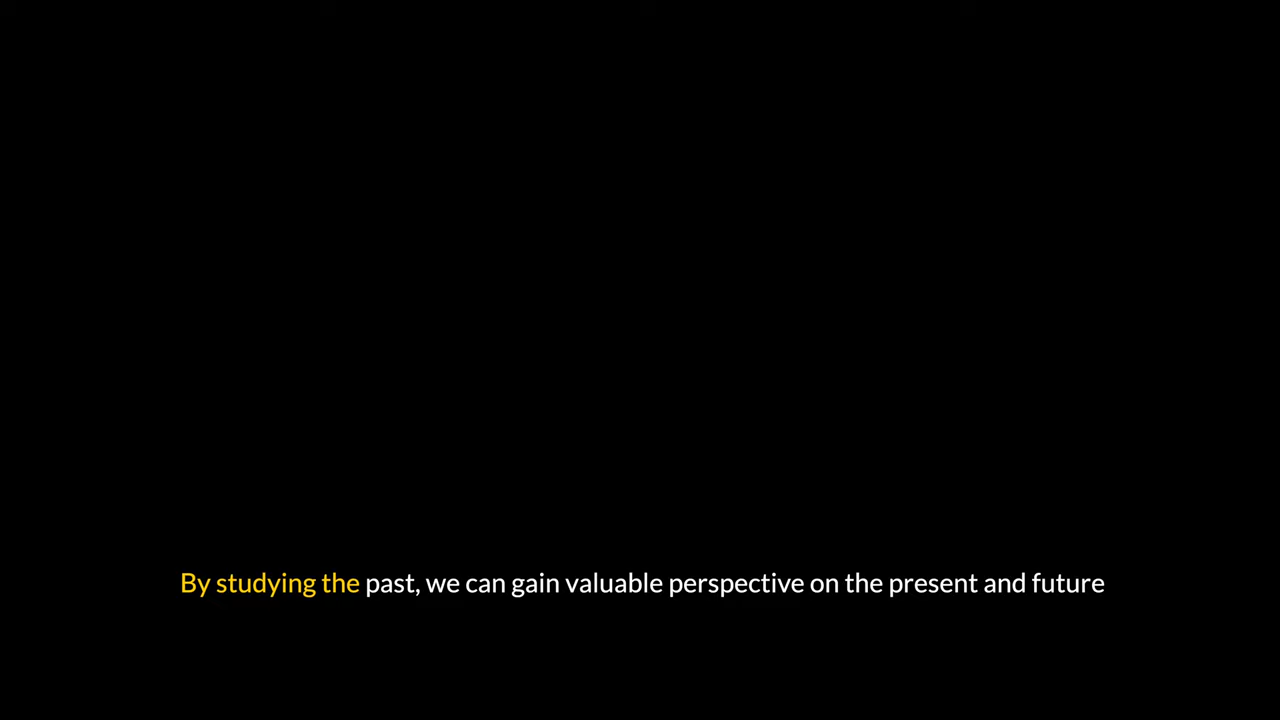 By studying the past, we can gain valuable perspective on the present and future